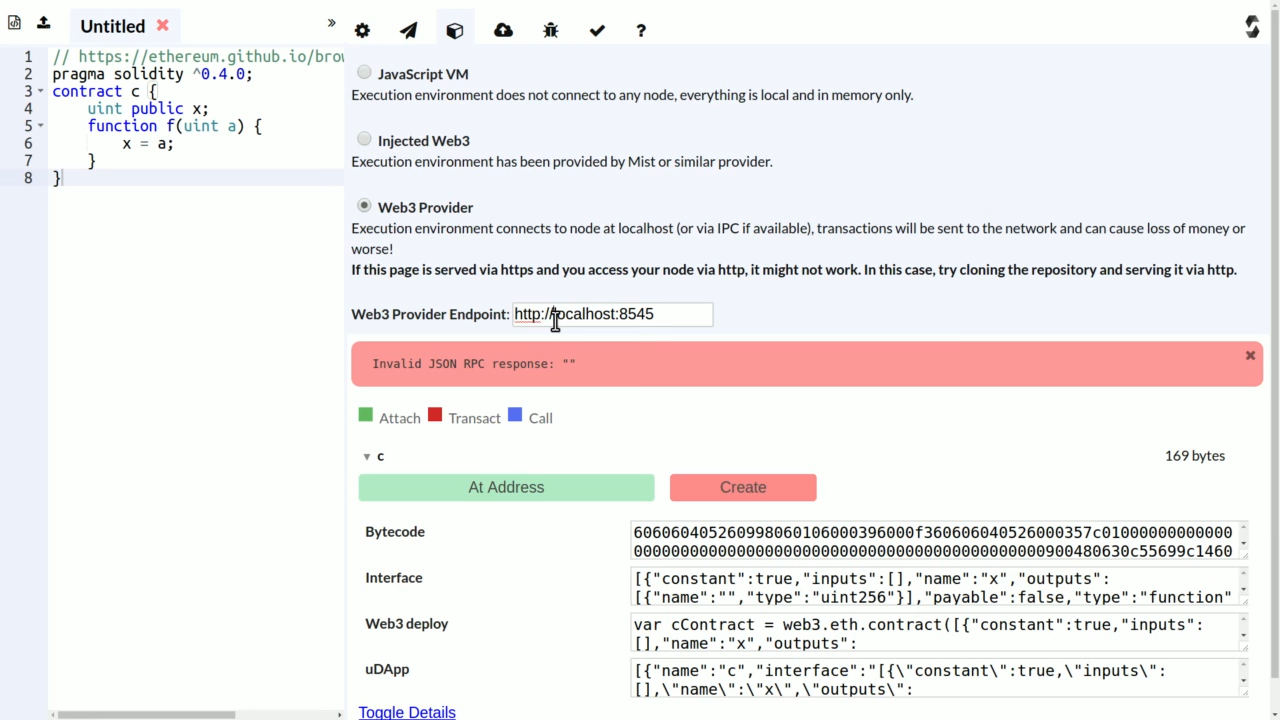 Untitled
»
1 // https://ethereum.github.io/brow
2 pragma solidity ^0.4.0;
3 contract c {
4 uint public x;
5 function f(uint a) {
6 x = a;
7 }
8 }
?
JavaScript VM
Execution environment does not connect to any node, everything is local and in memory only.
Injected Web3
Execution environment has been provided by Mist or similar provider.
Web3 Provider
Execution environment connects to node at localhost (or via IPC if available), transactions will be sent to the network and can cause loss of money or
worse!
If this page is served via https and you access your node via http, it might not work. In this case, try cloning the repository and serving it via http.
Web3 Provider Endpoint: http://localhost:8545
Invalid JSON RPC response: ""
Attach Transact Call
c 169 bytes
At Address Create
Bytecode
606060405260998060106000396000f360606040526000357c01000000000000
0000000000000000000000000000000000000000000900480630c55699c1460
Interface
[{"constant":true,"inputs":[],"name":"x","outputs":
[{"name":"","type":"uint256"}],"payable":false,"type":"function"
Web3 deploy
var cContract = web3.eth.contract([{"constant":true,"inputs":
[],"name":"x","outputs":
uDApp
[{"name":"c","interface":"[{\"constant\":true,\"inputs\":
[],\"name\":\"x\",\"outputs\":
Toggle Details